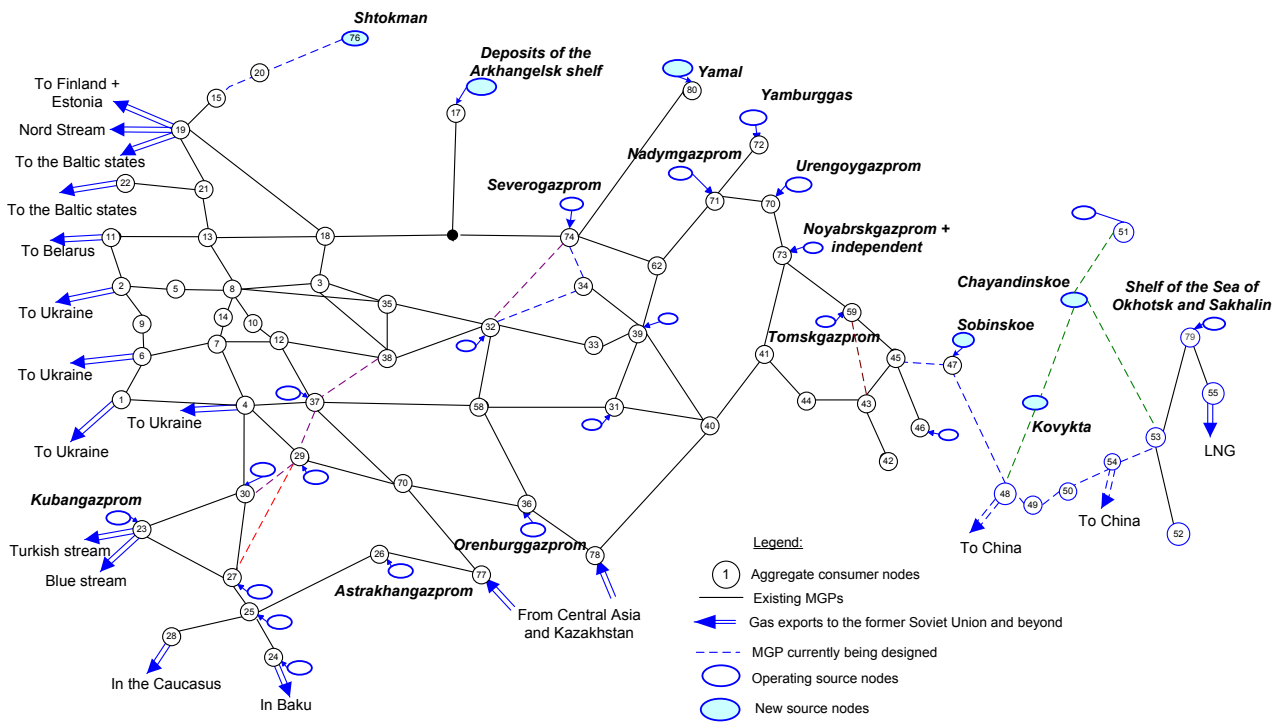 Shtokman
76
20
15
Deposits of the
Arkhangelsk shelf
17
Yamal
80
To Finland +
Estonia
Nord Stream
19
To the Baltic states
22
21
To the Baltic states
Yamburggas
72
Nadymgazprom
71
Urengoygazprom
70
Severogazprom
74
Noyabrskgazprom +
independent
73
51
11
To Belarus
13
18
62
2
To Ukraine
5
8
3
35
34
Chayandinskoe
Shelf of the Sea of
Okhotsk and Sakhalin
9
14
10
32
59
Tomskgazprom
Sobinskoe
79
6
To Ukraine
7
12
38
33
39
41
45
47
55
1
To Ukraine
4
To Ukraine
37
58
31
40
44
43
46
42
Kovykta
53
LNG
29
70
30
36
Kubangazprom
23
Turkish stream
Blue stream
Orenburggazprom
78
48
49
50
54
To China
To China
52
27
26
Astrakhangazprom
77
From Central Asia
and Kazakhstan
25
28
24
In the Caucasus
In Baku
Legend:
1
Aggregate consumer nodes
Existing MGPs
Gas exports to the former Soviet Union and beyond
MGP currently being designed
Operating source nodes
New source nodes